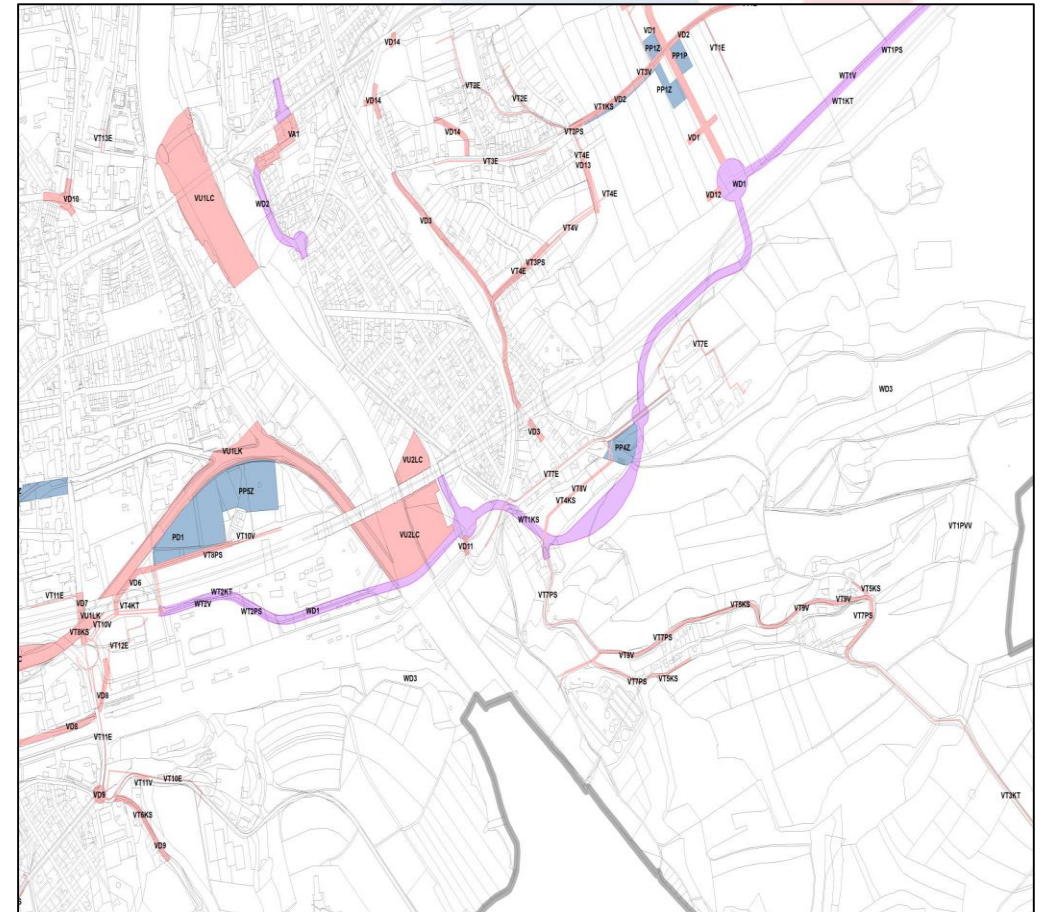 VD1
VD2
VD14
PP1Z
PP1P
VT1E
WT1PS
VT3V
WT1V
VT2E
PP1Z
VD14
VT2E
VD2
WT1KT
VT1KS
VA1
VD14
VT3PS
VT13E
VD1
VT4E
VT3E
VD13
WD1
VD10
VU1LC
VT4E
VD12
WD2
VD3
VT4V
VT3PS
VT4E
VT7E
WD3
VD3
PP4Z
VU1LK
VU2LC
VT7E
VT8V
PP5Z
VT4KS
WT1KS
VT1PVV
PD1
VT10V
VU2LC
VD11
VT8PS
VD6
WT2KT
VT5KS
VT11E
VD7
WT2V
VT7PS
VT9V
VT4KT
WT2PS
WD1
VT6KS
VT9V
VU1LK
VT7PS
VT10V
VT8KS
VT7PS
VT12E
VT9V
WD3
VT7PS
VT5KS
VD8
VD8
VT11E
VT10E
VT11V
VD9
VT3KT
VT6KS
VD9